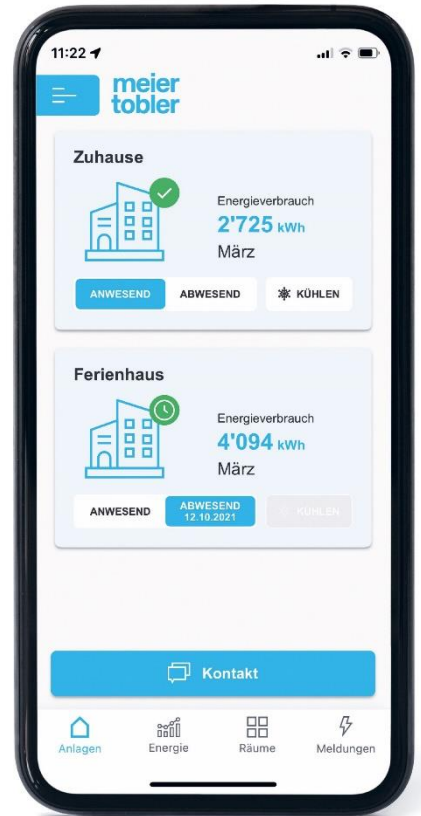 11:22
meier
tobler
Zuhause
Energieverbrauch
2'725 kWh
März
ANWESEND ABWESEND KÜHLEN
Ferienhaus
Energieverbrauch
4'094 kWh
März
ANWESEND ABWESEND
12.10.2021
KÜHLEN
Kontakt
Anlagen Energie Räume Meldungen